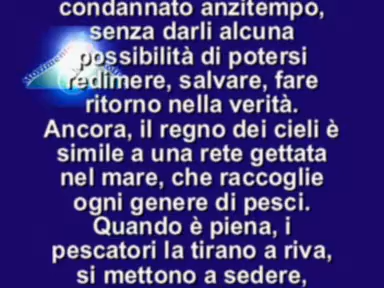 condannato anzitempo,
senza darli alcuna
possibilità di potersi
redimere, salvare, fare
ritorno nella verità.
Ancora, il regno dei cieli è
simile a una rete gettata
nel mare, che raccoglie
ogni genere di pesci.
Quando è piena, i
pescatori la tirano a riva,
si mettono a sedere,